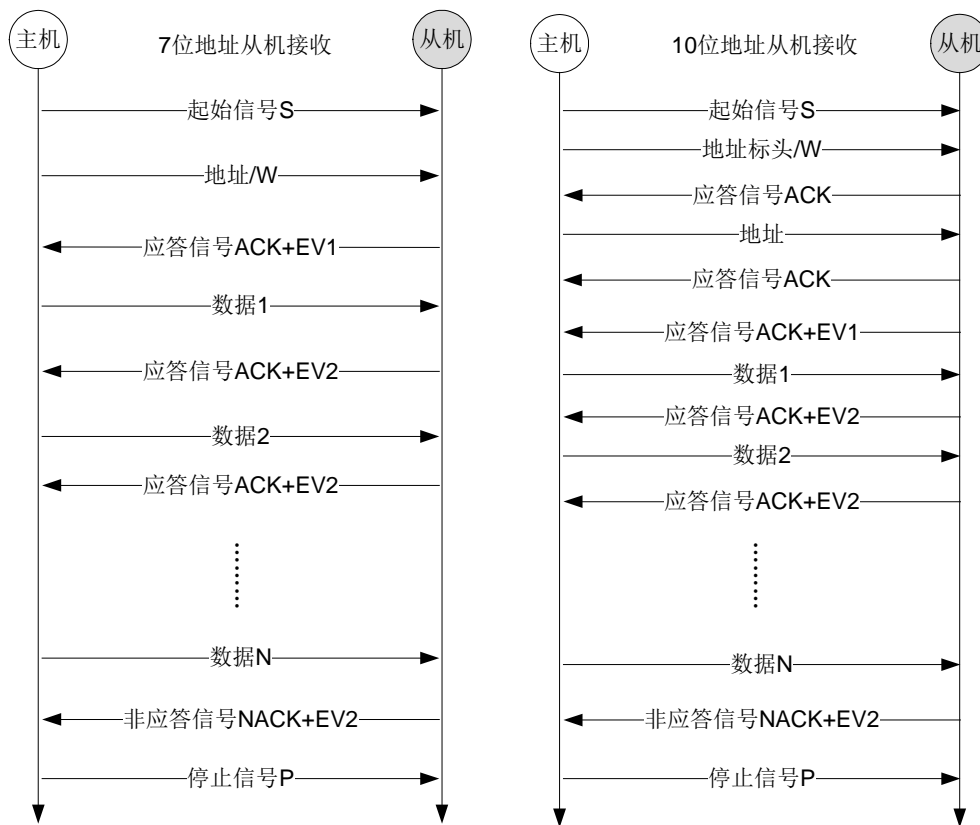 主机
7位地址从机接收
从机
起始信号S
地址/W
应答信号ACK+EV1
数据1
应答信号ACK+EV2
数据2
应答信号ACK+EV2
数据N
非应答信号NACK+EV2
停止信号P
主机
10位地址从机接收
从机
起始信号S
地址标头/W
应答信号ACK
地址
应答信号ACK
应答信号ACK+EV1
数据1
应答信号ACK+EV2
数据2
应答信号ACK+EV2
数据N
非应答信号NACK+EV2
停止信号P